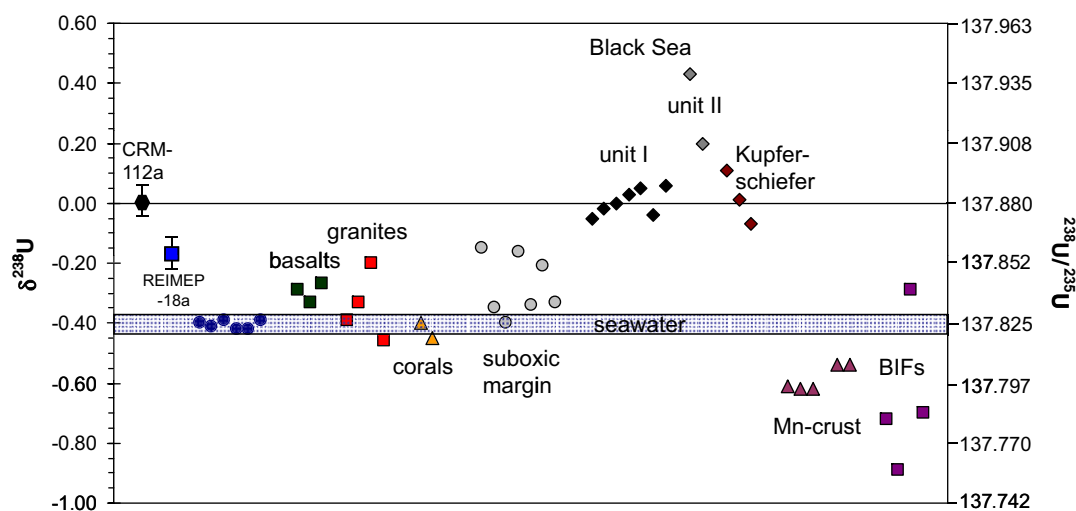 0.60
0.40
0.20
0.00
-0.20
-0.40
-0.60
-0.80
-1.00
δ²³⁸U
CRM-
112a
REIMEP
-18a
basalts
granites
corals
suboxic
margin
seawater
unit I
Black Sea
unit II
Kupfer-
schiefer
Mn-crust
BIFs
137.963
137.935
137.908
137.880
137.852
137.825
137.797
137.770
137.742
²³⁸U/²³⁵U